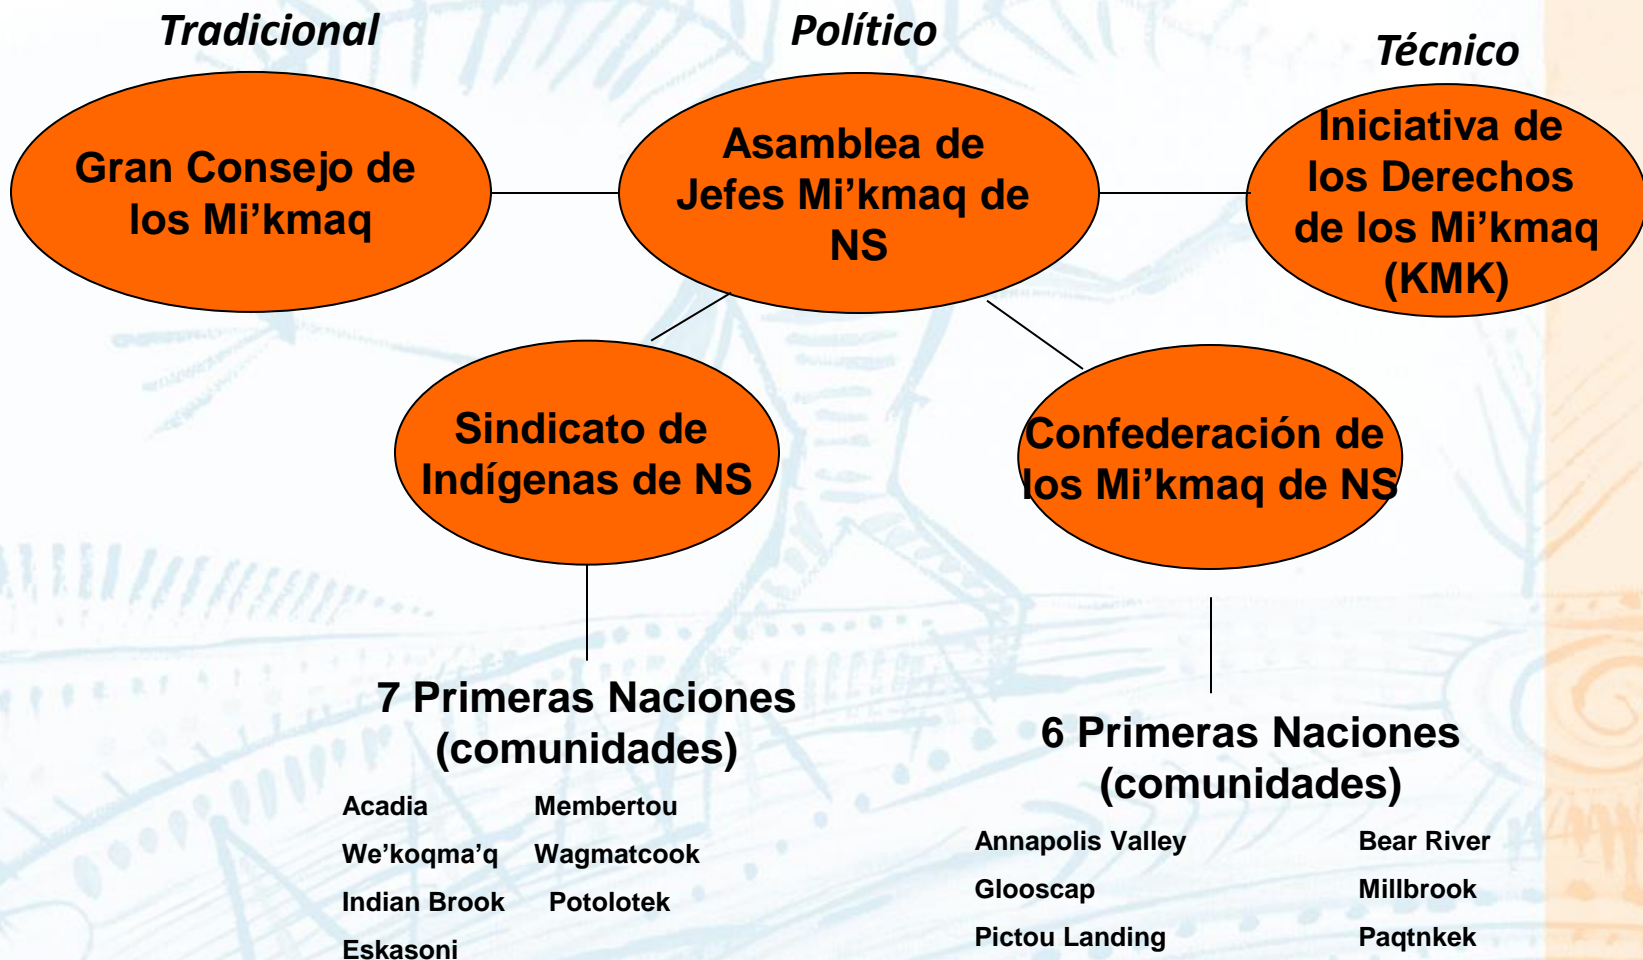 Tradicional
Político
Técnico
Gran Consejo de
los Mi'kmaq
Asamblea de
Jefes Mi'kmaq de
NS
Iniciativa de
los Derechos
de los Mi'kmaq
(KMK)
Sindicato de
Indígenas de NS
Confederación de
los Mi'kmaq de NS
7 Primeras Naciones
(comunidades)
Acadia Membertou
We'koqma'q Wagmatcook
Indian Brook Potolotek
Eskasoni
6 Primeras Naciones
(comunidades)
Annapolis Valley Bear River
Glooscap Millbrook
Pictou Landing Paqtnkek